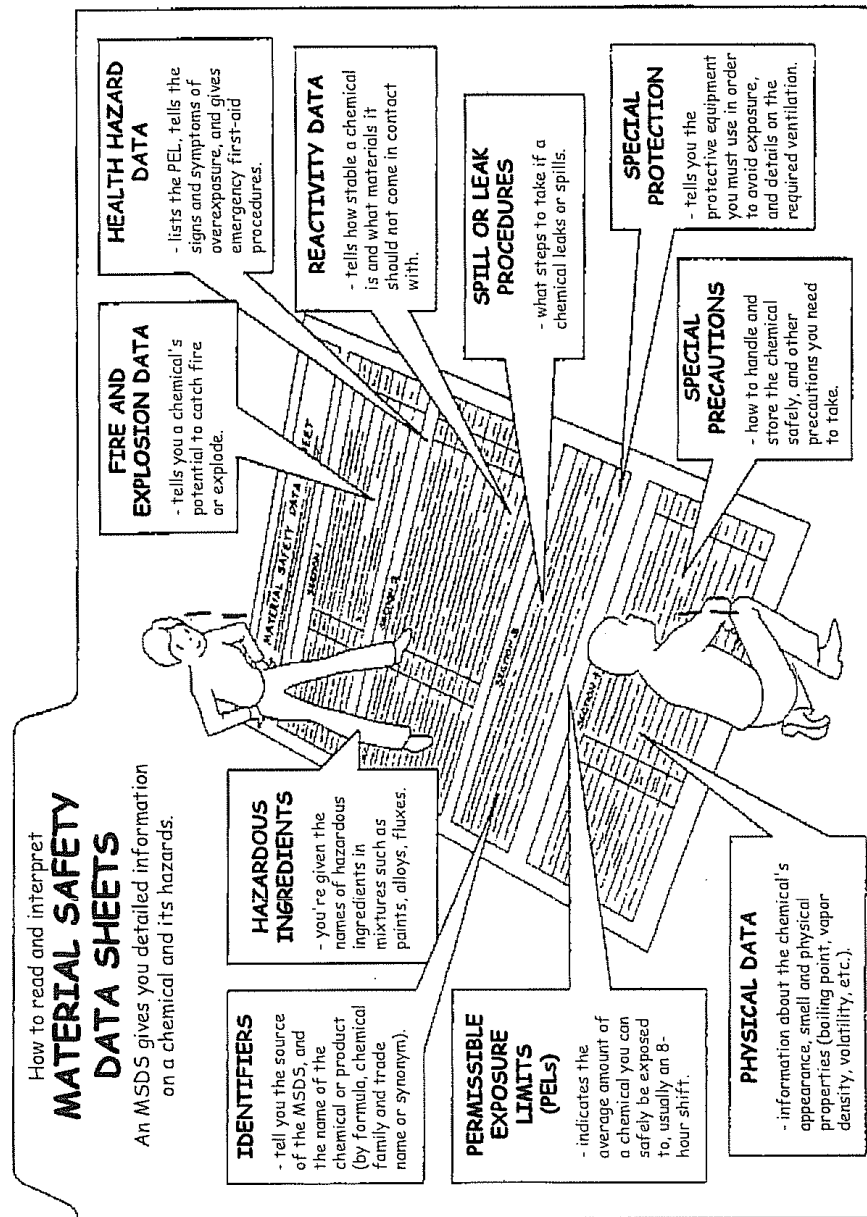 How to read and interpret
MATERIAL SAFETY
DATA SHEETS
An MSDS gives you detailed information
on a chemical and its hazards.
IDENTIFIERS
- tell you the source
of the MSDS, and
the name of the
chemical or product
(by formula, chemical
family and trade
name or synonym).
HAZARDOUS
INGREDIENTS
- you're given the
names of hazardous
ingredients in
mixtures such as
paints, alloys, fluxes.
FIRE AND
EXPLOSION DATA
- tells you a chemical's
potential to catch fire
or explode.
HEALTH HAZARD
DATA
- lists the PEL, tells the
signs and symptoms of
overexposure, and gives
emergency first-aid
procedures.
REACTIVITY DATA
- tells how stable a chemical
is and what materials it
should not come in contact
with.
SPILL OR LEAK
PROCEDURES
- what steps to take if a
chemical leaks or spills.
SPECIAL
PROTECTION
- tells you the
protective equipment
you must use in order
to avoid exposure,
and details on the
required ventilation.
SPECIAL
PRECAUTIONS
- how to handle and
store the chemical
safely, and other
precautions you need
to take.
PERMISSIBLE
EXPOSURE
LIMITS
(PELs)
- indicates the
average amount of
a chemical you can
safely be exposed
to, usually an 8-
hour shift.
PHYSICAL DATA
- information about the chemical's
appearance, smell and physical
properties (boiling point, vapor
density, volatility, etc.).
MATERIAL SAFETY DATA
SECTION 1
SECTION 2
SECTION 3
SECTION 4